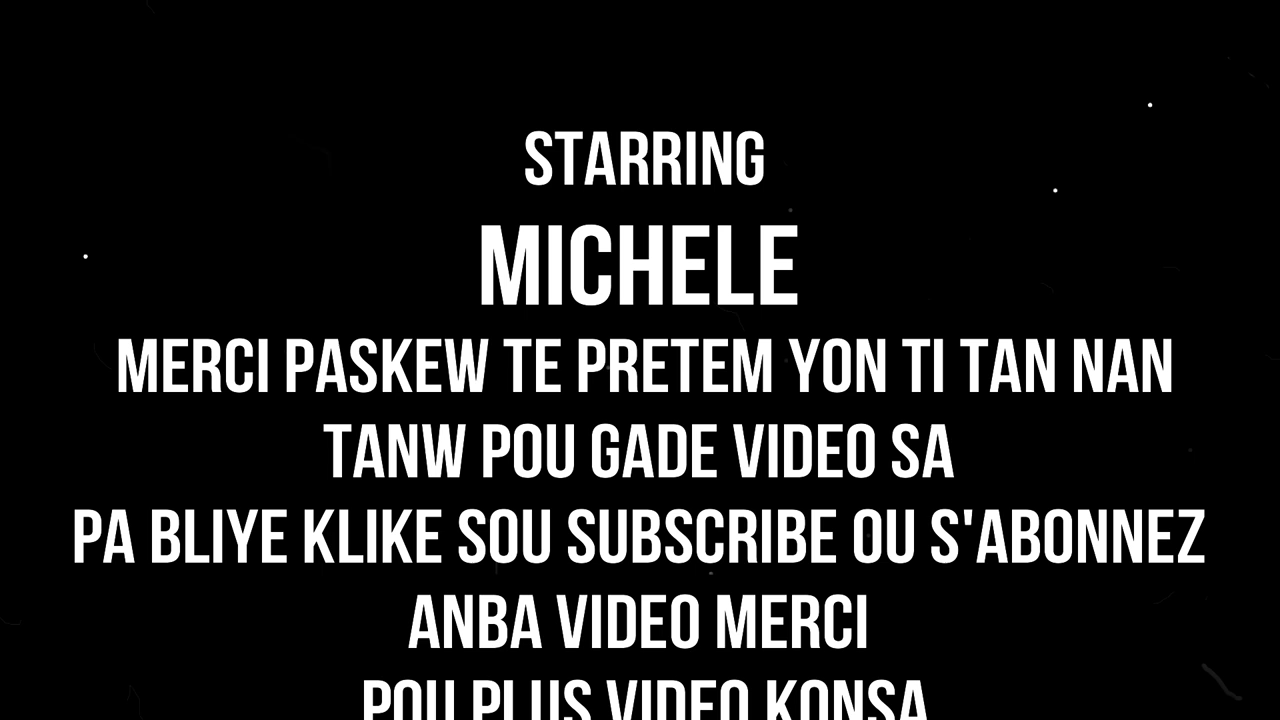 STARRING
MICHELE
MERCI PASKEW TE PRETEM YON TI TAN NAN
TANW POU GADE VIDEO SA
PA BLIYE KLIKE SOU SUBSCRIBE OU S'ABONNEZ
ANBA VIDEO MERCI
POU PLUS VIDEO KONSA